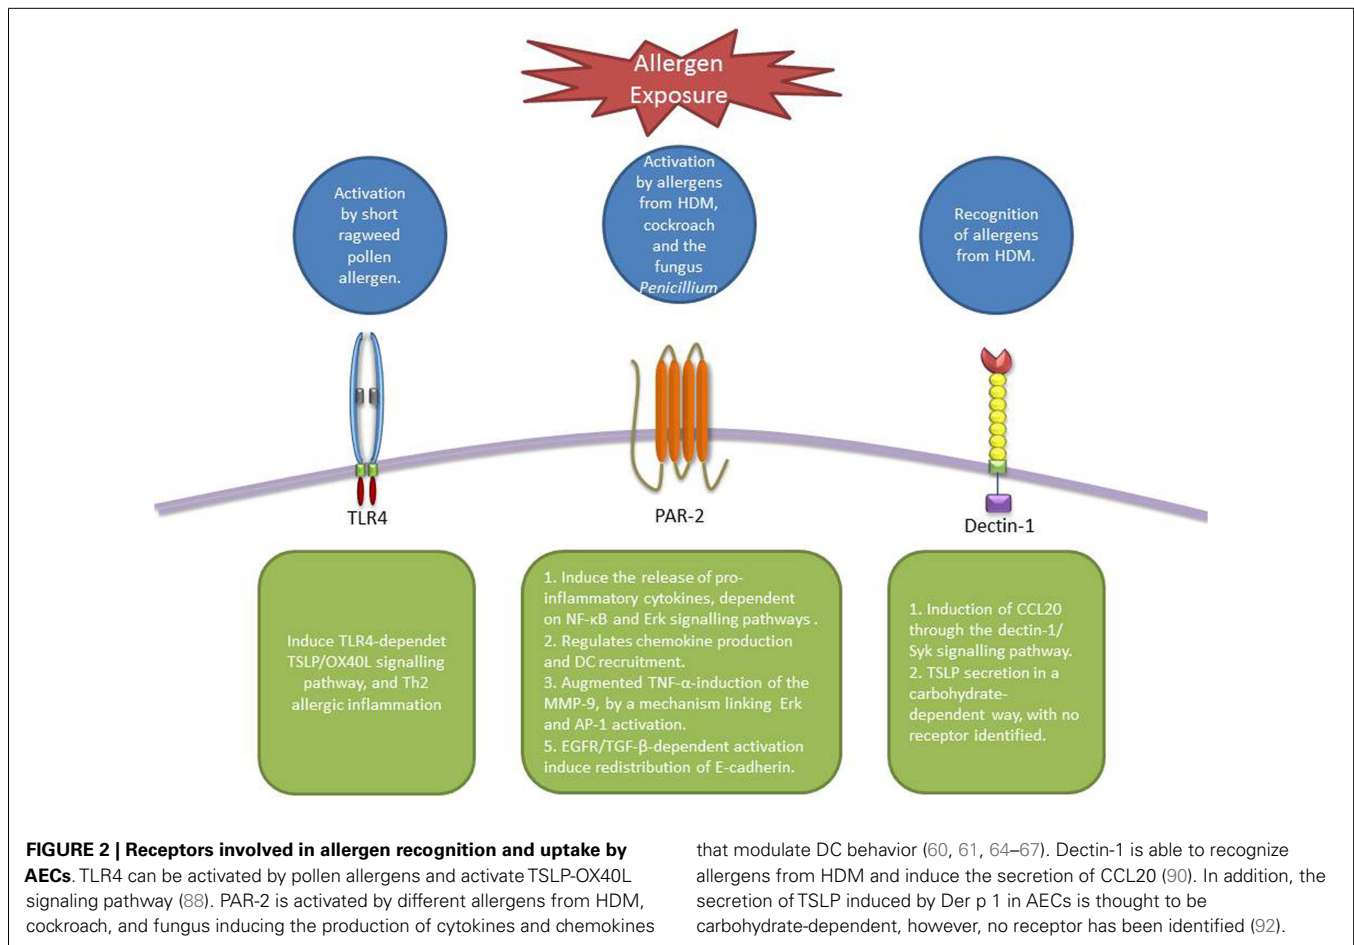 Allergen
Exposure
Activation
by short
ragweed
pollen
allergen.
Activation
by allergens
from HDM,
cockroach
and the
fungus
Penicillium
Recognition
of allergens
from HDM.
TLR4
PAR-2
Dectin-1
Induce TLR4-dependet
TSLP/OX40L signalling
pathway, and Th2
allergic inflammation
1. Induce the release of pro-
inflammatory cytokines, dependent
on NF-κB and Erk signalling pathways .
2. Regulates chemokine production
and DC recruitment.
3. Augmented TNF-α-induction of the
MMP-9, by a mechanism linking Erk
and AP-1 activation.
5. EGFR/TGF-β-dependent activation
induce redistribution of E-cadherin.
1. Induction of CCL20
through the dectin-1/
Syk signalling pathway.
2. TSLP secretion in a
carbohydrate-
dependent way, with no
receptor identified.
FIGURE 2 | Receptors involved in allergen recognition and uptake by
AECs. TLR4 can be activated by pollen allergens and activate TSLP-OX40L
signaling pathway (88). PAR-2 is activated by different allergens from HDM,
cockroach, and fungus inducing the production of cytokines and chemokines
that modulate DC behavior (60, 61, 64–67). Dectin-1 is able to recognize
allergens from HDM and induce the secretion of CCL20 (90). In addition, the
secretion of TSLP induced by Der p 1 in AECs is thought to be
carbohydrate-dependent, however, no receptor has been identified (92).